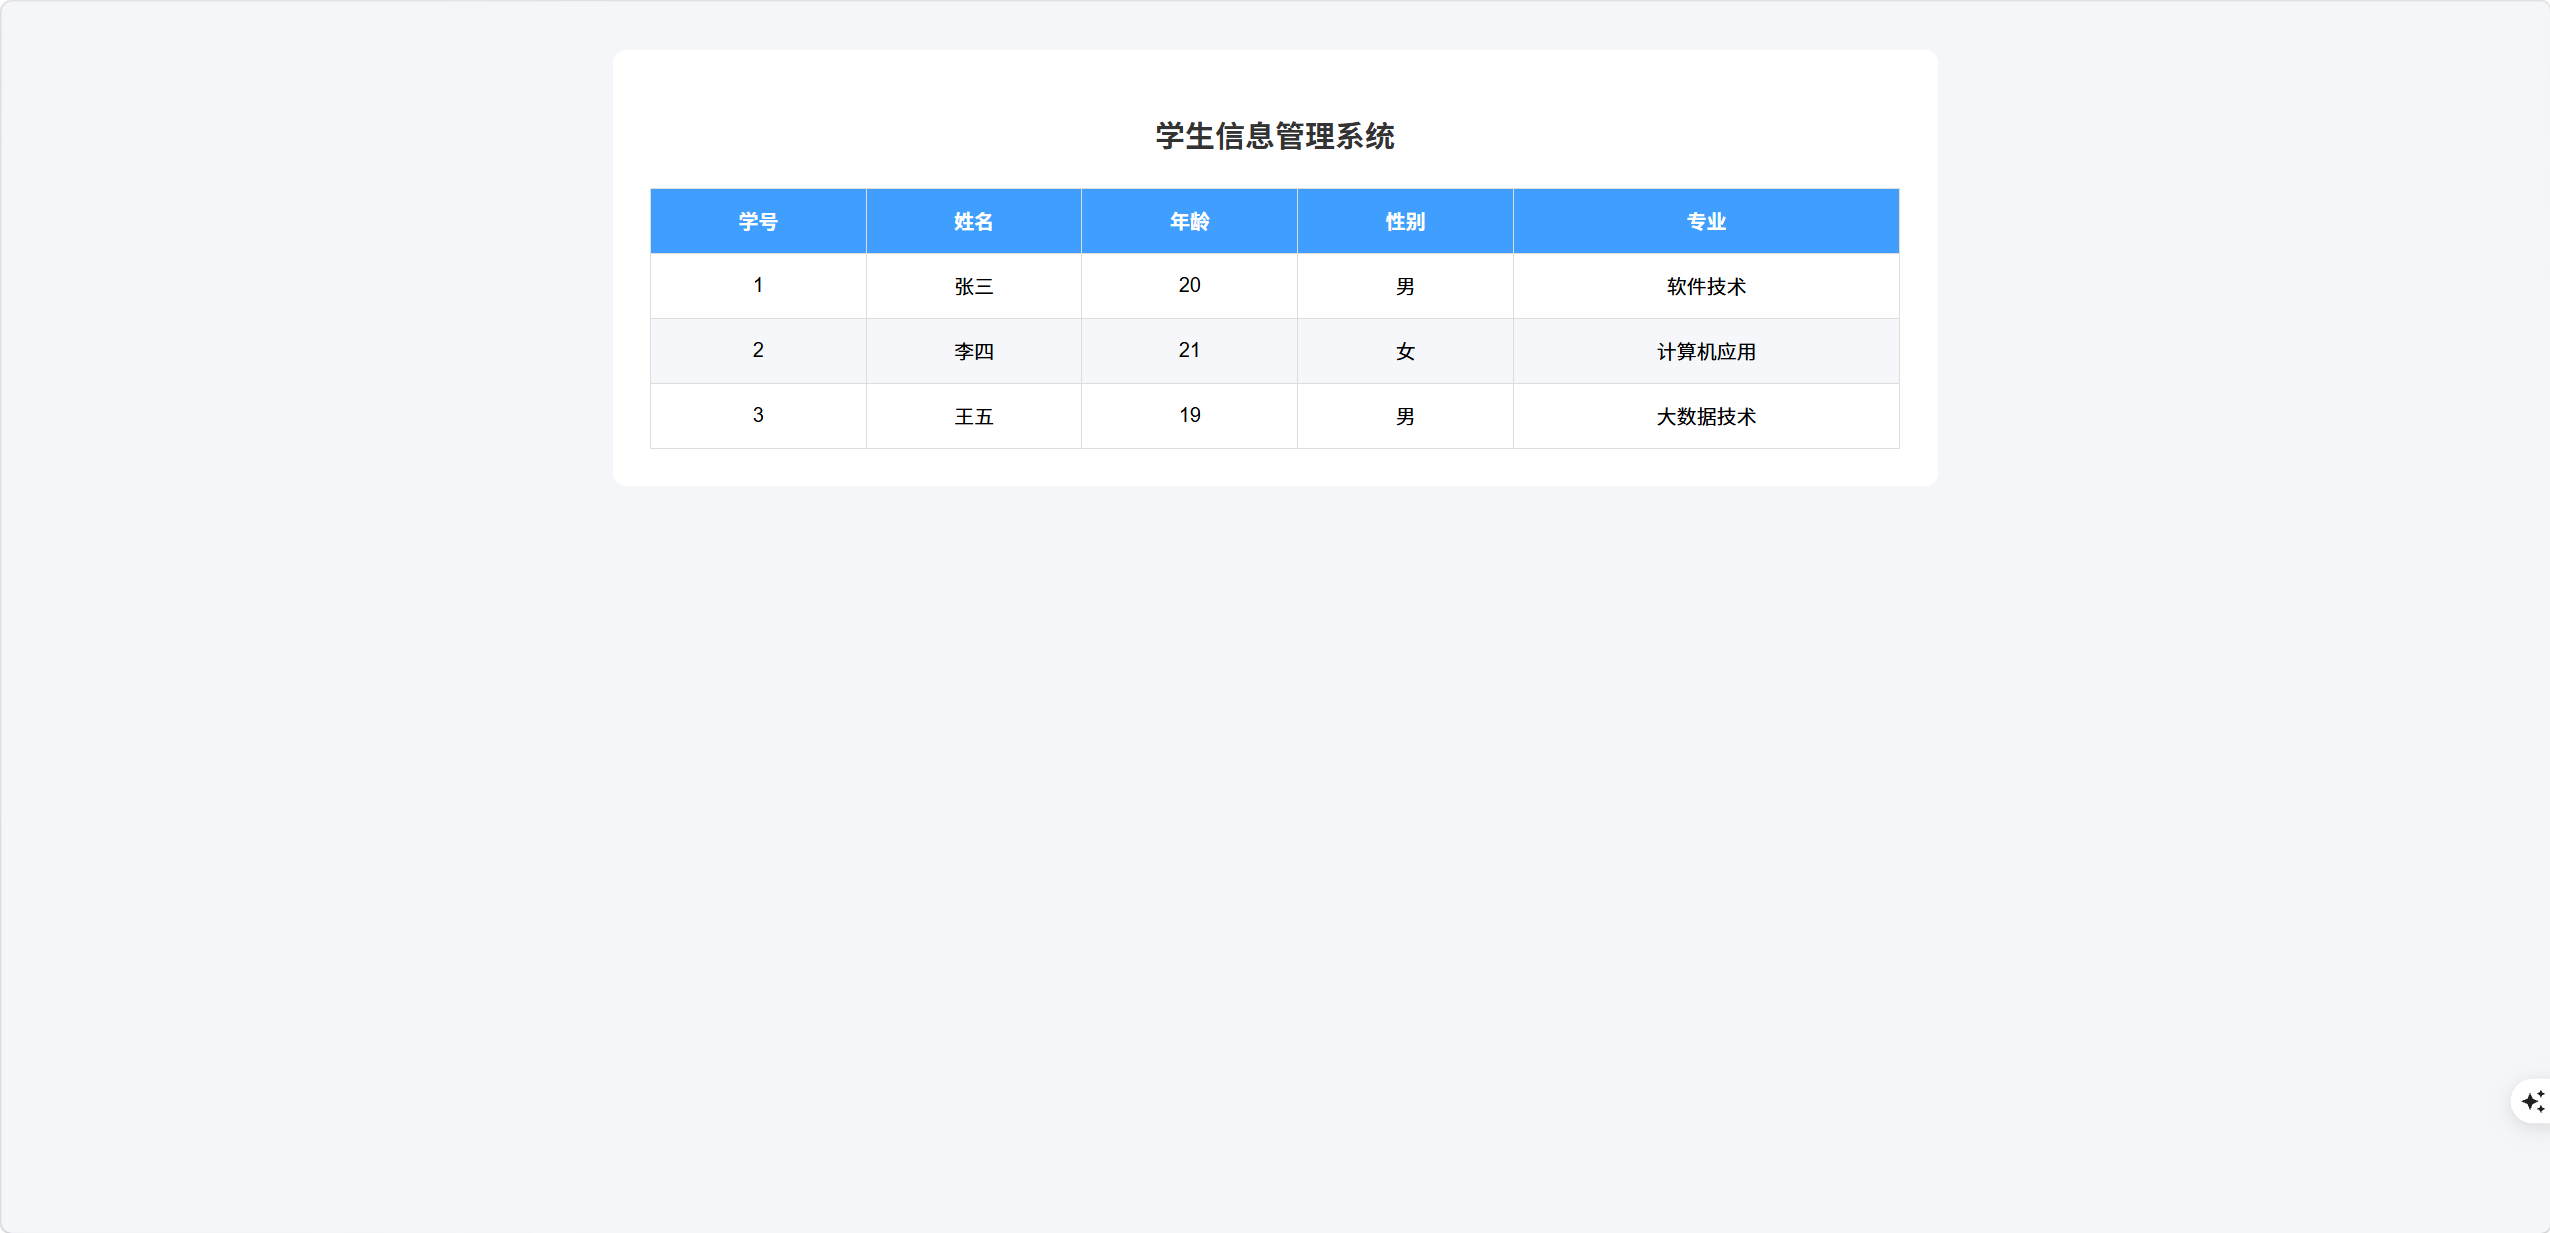 学生信息管理系统
学号 姓名 年龄 性别 专业
1 张三 20 男 软件技术
2 李四 21 女 计算机应用
3 王五 19 男 大数据技术